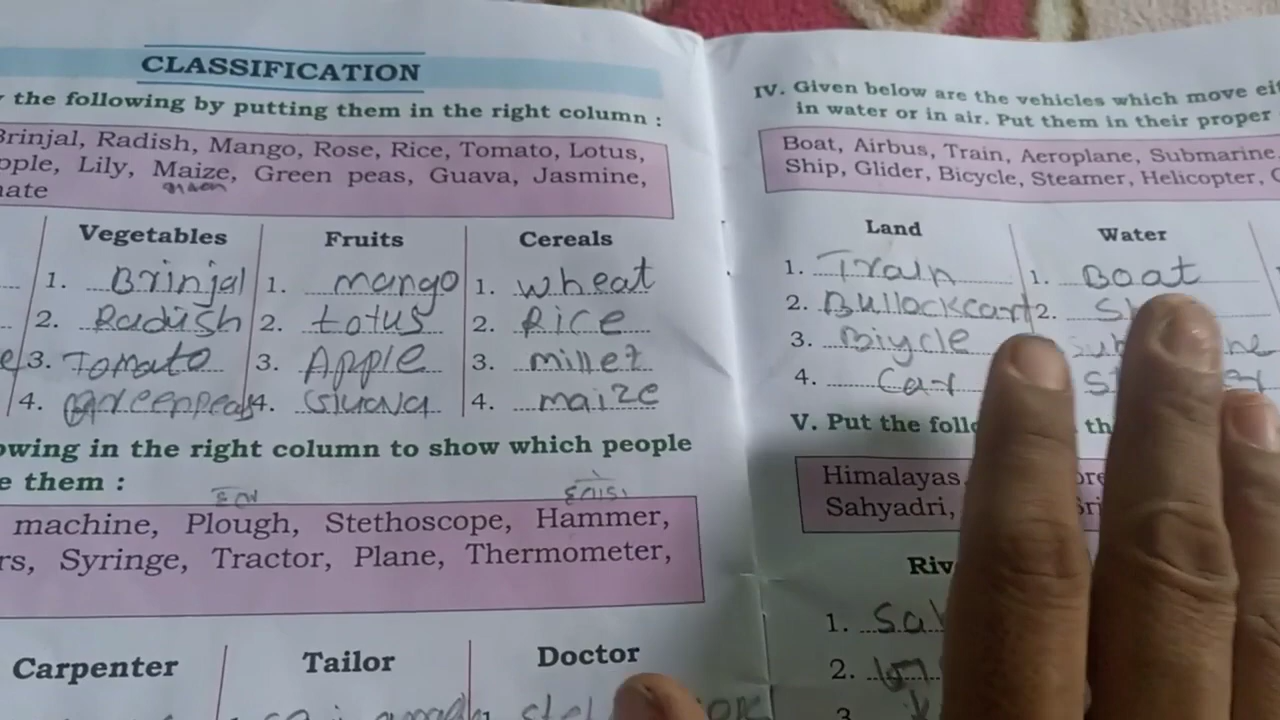 CLASSIFICATION
the following by putting them in the right column :
Brinjal, Radish, Mango, Rose, Rice, Tomato, Lotus,
Lily, Maize, Green peas, Guava, Jasmine,
Vegetables Fruits Cereals
1. Brinjal 1. mango 1. wheat
2. Radish 2. Lotus 2. Rice
3. Tomato 3. Apple 3. millet
4. Greenpeas 4. Guava 4. maize
in the right column to show which people
them :
machine, Plough, Stethoscope, Hammer,
Syringe, Tractor, Plane, Thermometer,
Carpenter Tailor Doctor
IV. Given below are the vehicles which move
in water or in air. Put them in their proper
Boat, Airbus, Train, Aeroplane, Submarine,
Ship, Glider, Bicycle, Steamer, Helicopter,
Land Water
1. Train 1. Boat
2. Bullockcart 2.
3. Biycle
4. Car
V. Put the
Himalayas,
Sahyadri,
1.
2.
3